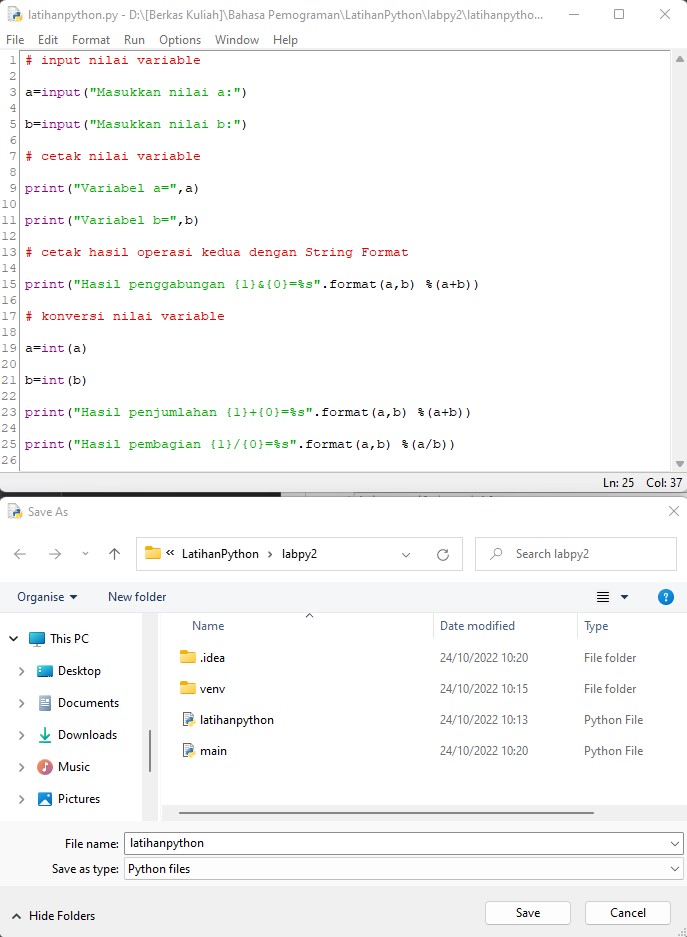 latihanpython.py - D:\[Berkas Kuliah]\Bahasa Pemograman\LatihanPython\labpy2\latihanpytho...
File Edit Format Run Options Window Help
1 # input nilai variable
2
3 a=input("Masukkan nilai a:")
4
5 b=input("Masukkan nilai b:")
6
7 # cetak nilai variable
8
9 print("Variabel a=",a)
10
11 print("Variabel b=",b)
12
13 # cetak hasil operasi kedua dengan String Format
14
15 print("Hasil penggabungan {1}&{0}=%s".format(a,b) %(a+b))
16
17 # konversi nilai variable
18
19 a=int(a)
20
21 b=int(b)
22
23 print("Hasil penjumlahan {1}+{0}=%s".format(a,b) %(a+b))
24
25 print("Hasil pembagian {1}/{0}=%s".format(a,b) %(a/b))
26
Ln: 25 Col: 37
Save As
« LatihanPython › labpy2
Search labpy2
Organise New folder
Name Date modified Type
This PC
Desktop
Documents
Downloads
Music
Pictures
.idea 24/10/2022 10:20 File folder
venv 24/10/2022 10:15 File folder
latihanpython 24/10/2022 10:13 Python File
main 24/10/2022 10:20 Python File
File name: latihanpython
Save as type: Python files
Hide Folders Save Cancel